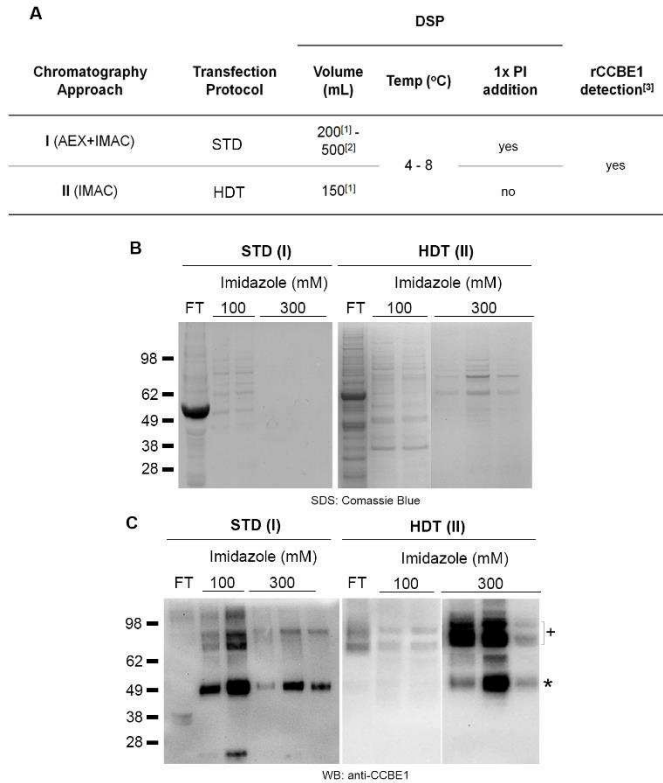 A
DSP
Chromatography Approach
Transfection Protocol
Volume (mL)
Temp (ºC)
1x PI addition
rCCBE1 detection[3]
I (AEX+IMAC)
STD
200[1] - 500[2]
4 - 8
yes
yes
II (IMAC)
HDT
150[1]
no
B
STD (I)
HDT (II)
Imidazole (mM)
Imidazole (mM)
FT 100 300
FT 100 300
98
62
49
38
28
SDS: Comassie Blue
C
STD (I)
HDT (II)
Imidazole (mM)
Imidazole (mM)
FT 100 300
FT 100 300
98
62
49
38
28
+
*
WB: anti-CCBE1